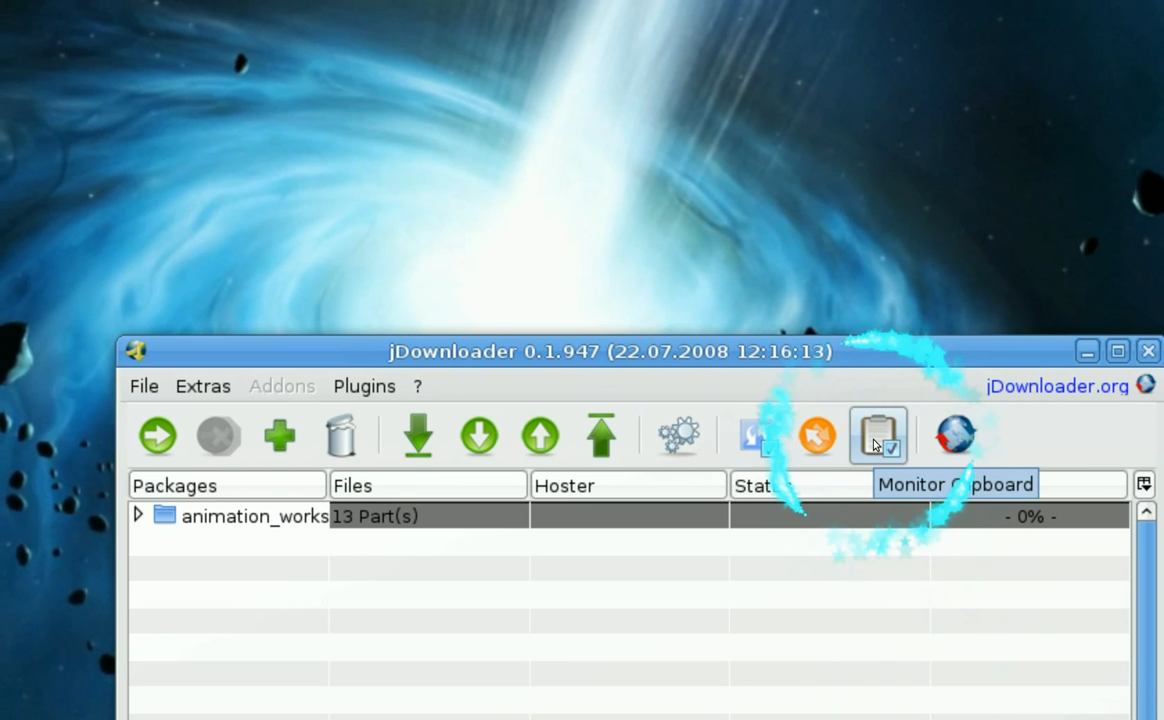 jDownloader 0.1.947 (22.07.2008 12:16:13)
File Extras Addons Plugins ? jDownloader.org
Packages Files Hoster Monitor Clipboard
animation_works 13 Part(s) - 0% -